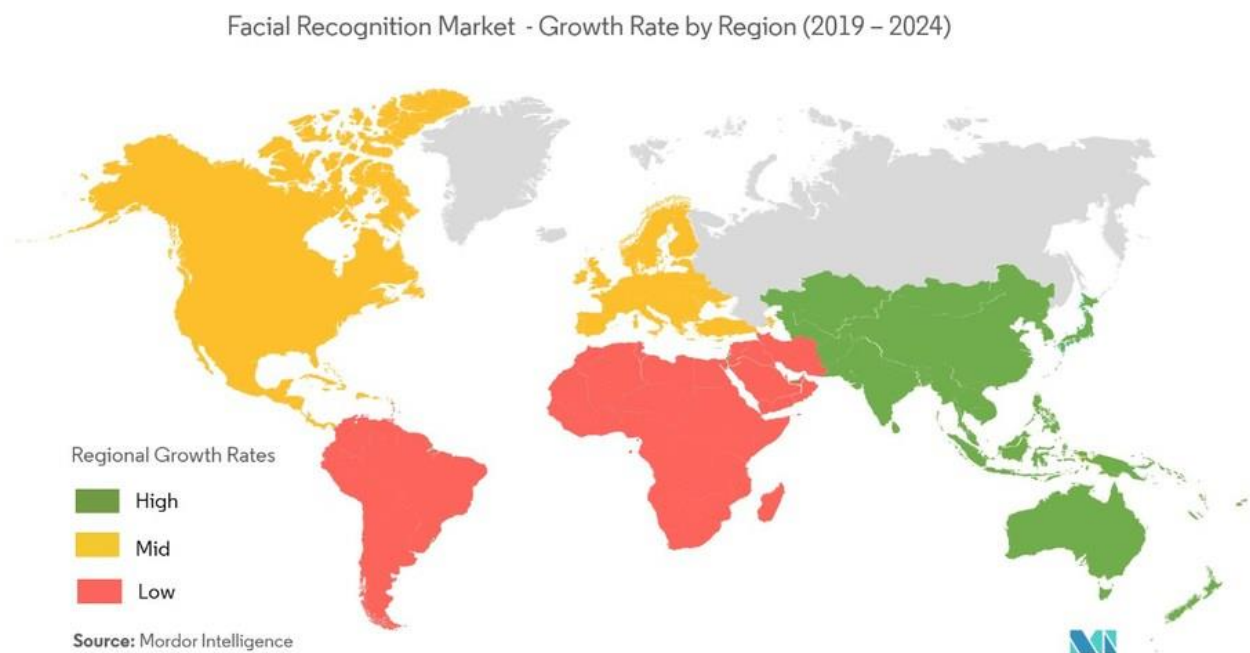 Facial Recognition Market - Growth Rate by Region (2019 – 2024)
Regional Growth Rates
High
Mid
Low
Source: Mordor Intelligence